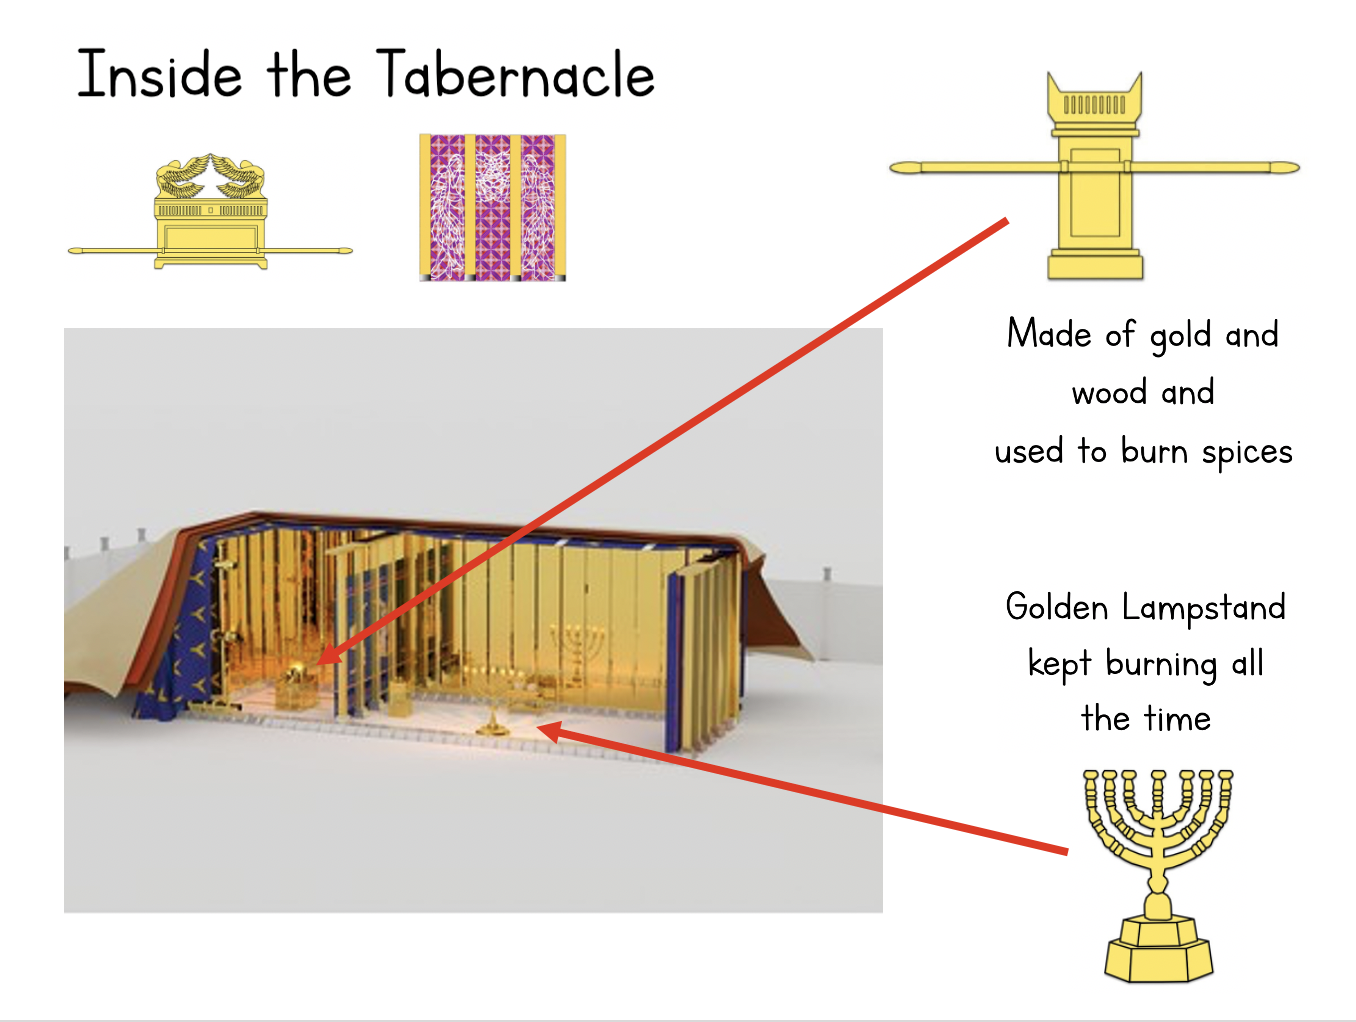 Inside the Tabernacle
Made of gold and
wood and
used to burn spices
Golden Lampstand
kept burning all
the time